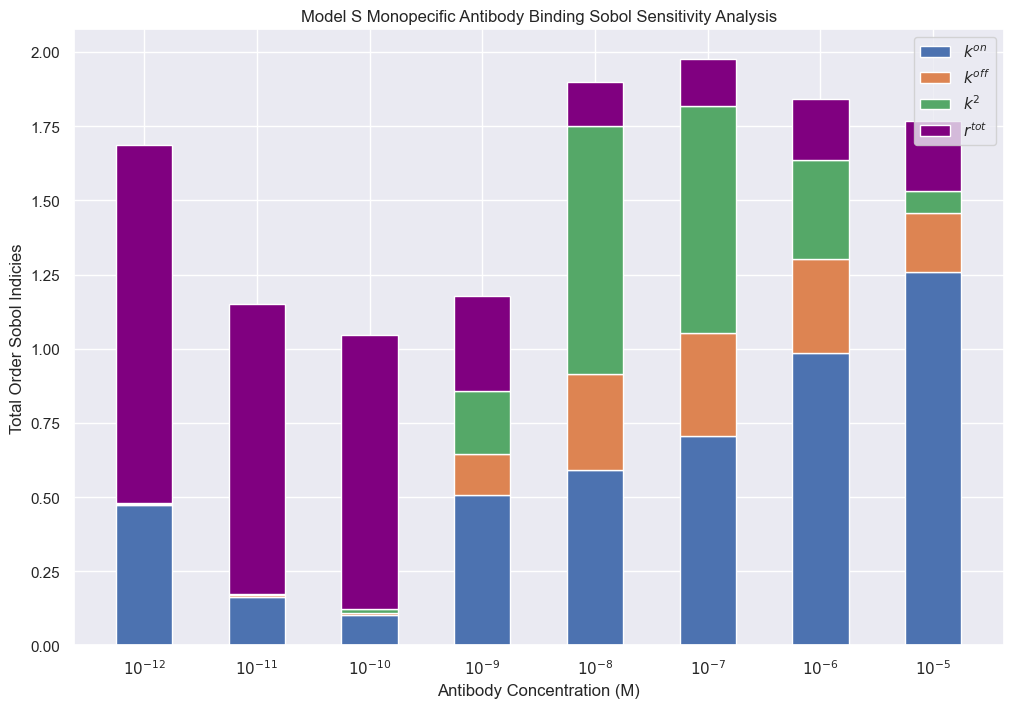 Model S Monopecific Antibody Binding Sobol Sensitivity Analysis
k^on
k^off
k^2
r^tot
2.00
1.75
1.50
1.25
1.00
0.75
0.50
0.25
0.00
Total Order Sobol Indicies
10^−12 10^−11 10^−10 10^−9 10^−8 10^−7 10^−6 10^−5
Antibody Concentration (M)